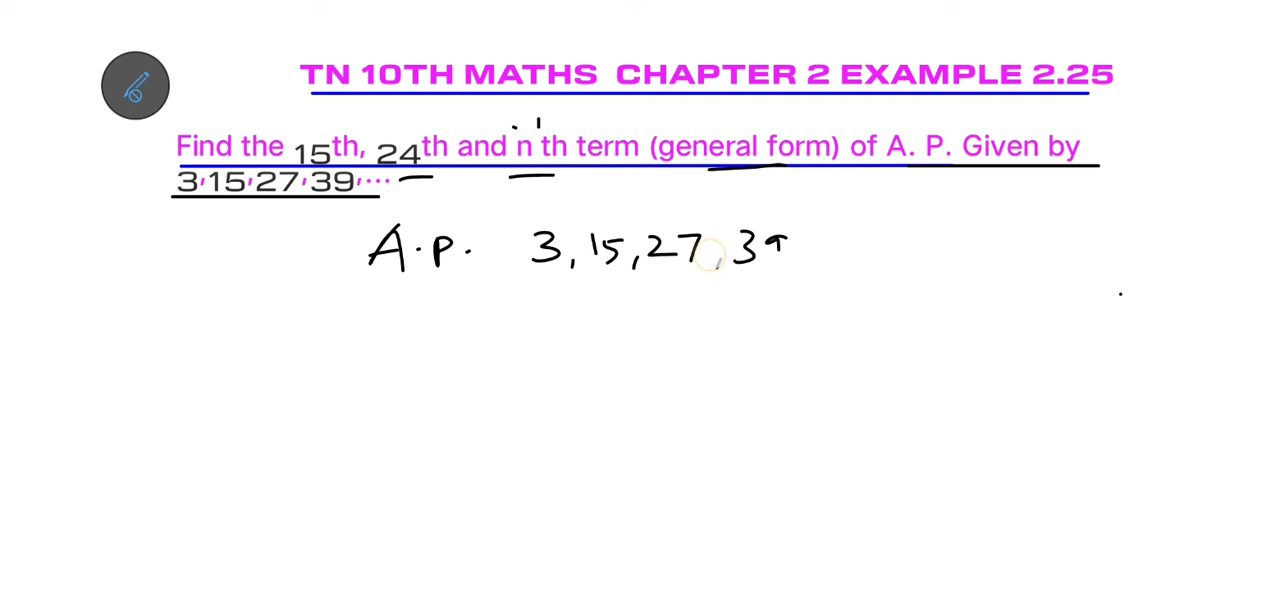 TN 10TH MATHS CHAPTER 2 EXAMPLE 2.25
Find the 15th, 24th and n'th term (general form) of A. P. Given by
3,15,27,39,....
A.P. 3,15,27,39